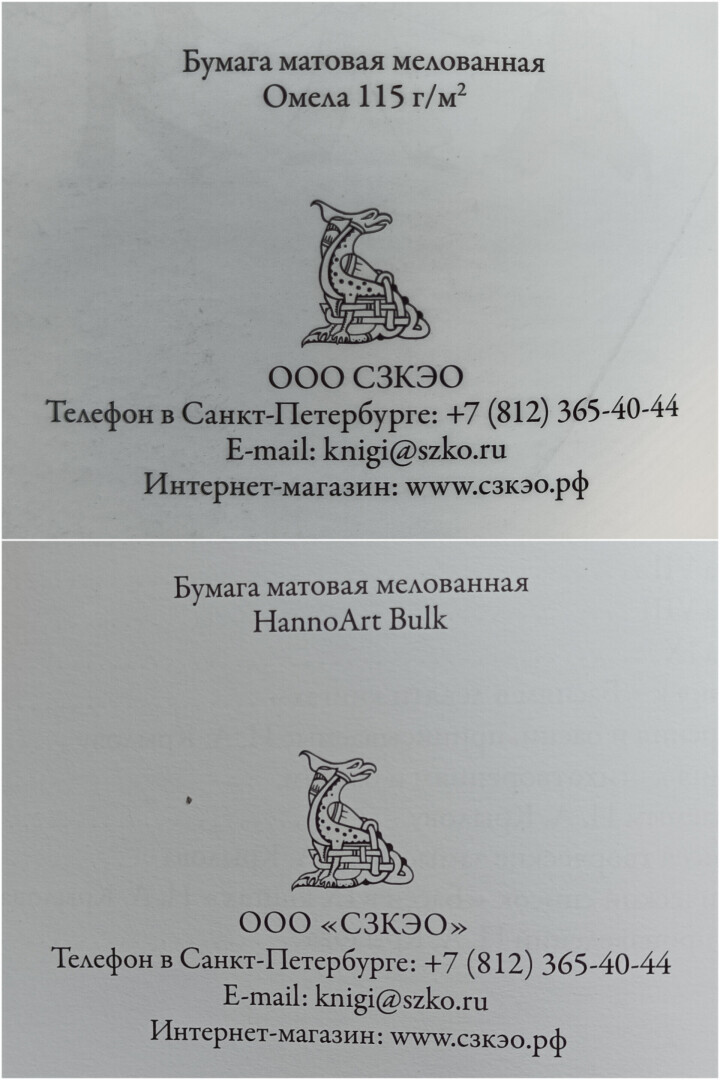 Бумага матовая мелованная
Омела 115 г/м²
ООО СЗКЭО
Телефон в Санкт-Петербурге: +7 (812) 365-40-44
E-mail: knigi@szko.ru
Интернет-магазин: www.сзкэо.рф
Бумага матовая мелованная
HannoArt Bulk
ООО «СЗКЭО»
Телефон в Санкт-Петербурге: +7 (812) 365-40-44
E-mail: knigi@szko.ru
Интернет-магазин: www.сзкэо.рф